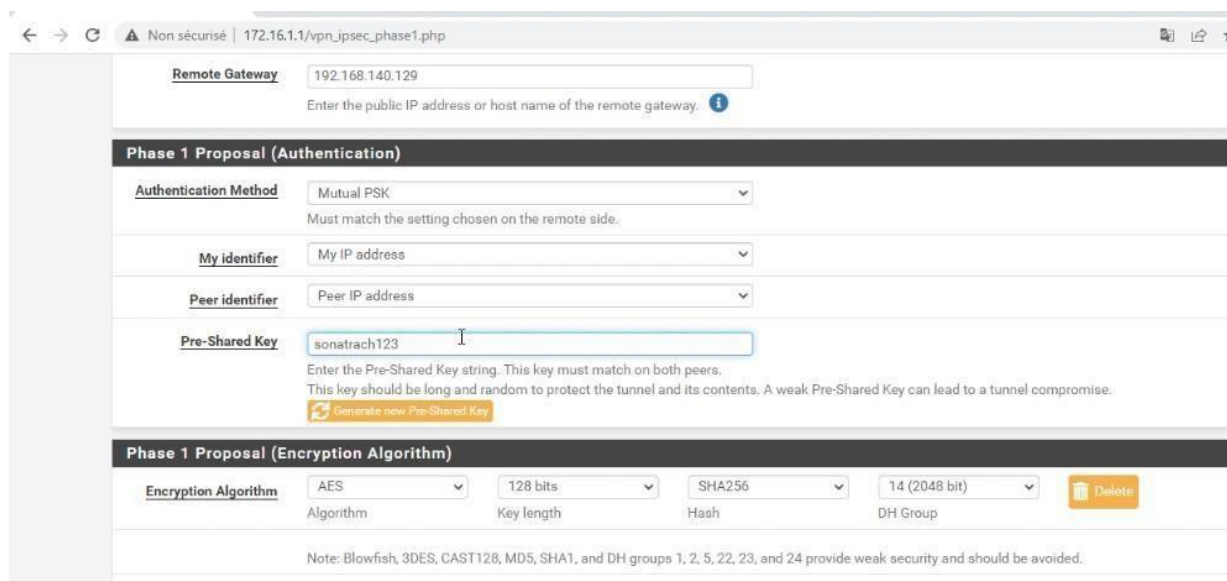 Non sécurisé | 172.16.1.1/vpn_ipsec_phase1.php
Remote Gateway 192.168.140.129
Enter the public IP address or host name of the remote gateway.
Phase 1 Proposal (Authentication)
Authentication Method Mutual PSK
Must match the setting chosen on the remote side.
My identifier My IP address
Peer identifier Peer IP address
Pre-Shared Key sonatrach123
Enter the Pre-Shared Key string. This key must match on both peers.
This key should be long and random to protect the tunnel and its contents. A weak Pre-Shared Key can lead to a tunnel compromise.
Generate new Pre-Shared Key
Phase 1 Proposal (Encryption Algorithm)
Encryption Algorithm AES 128 bits SHA256 14 (2048 bit) Delete
Algorithm Key length Hash DH Group
Note: Blowfish, 3DES, CAST128, MD5, SHA1, and DH groups 1, 2, 5, 22, 23, and 24 provide weak security and should be avoided.